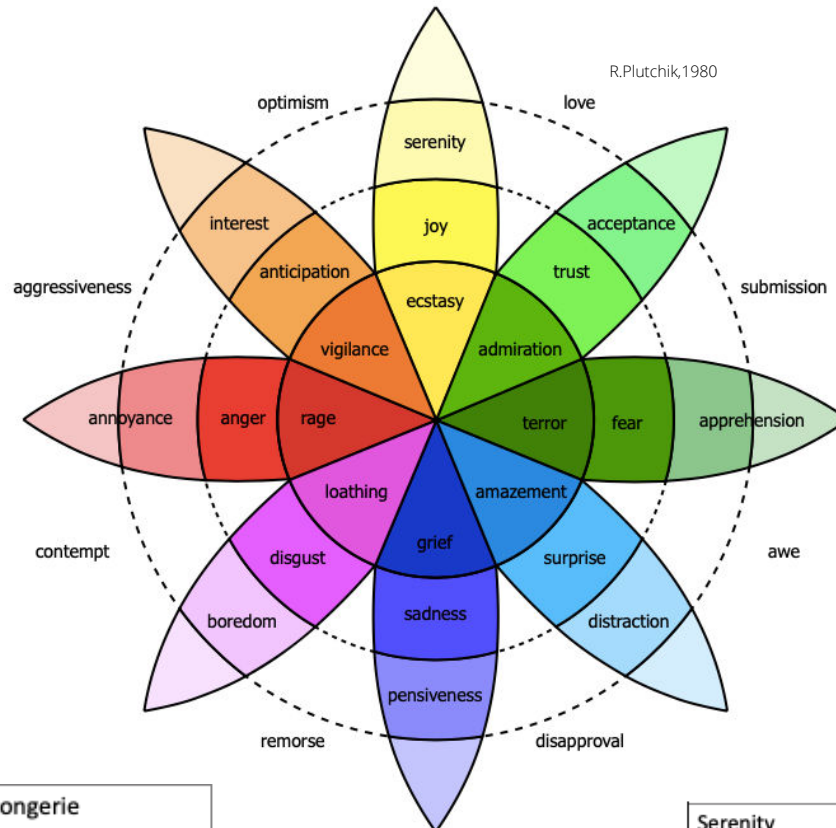 R.Plutchik,1980
optimism
love
serenity
interest
acceptance
joy
anticipation
trust
aggressiveness
submission
ecstasy
vigilance
admiration
annoyance
anger
rage
terror
fear
apprehension
loathing
amazement
grief
contempt
awe
disgust
surprise
sadness
boredom
distraction
pensiveness
remorse
disapproval
ongerie
Serenity